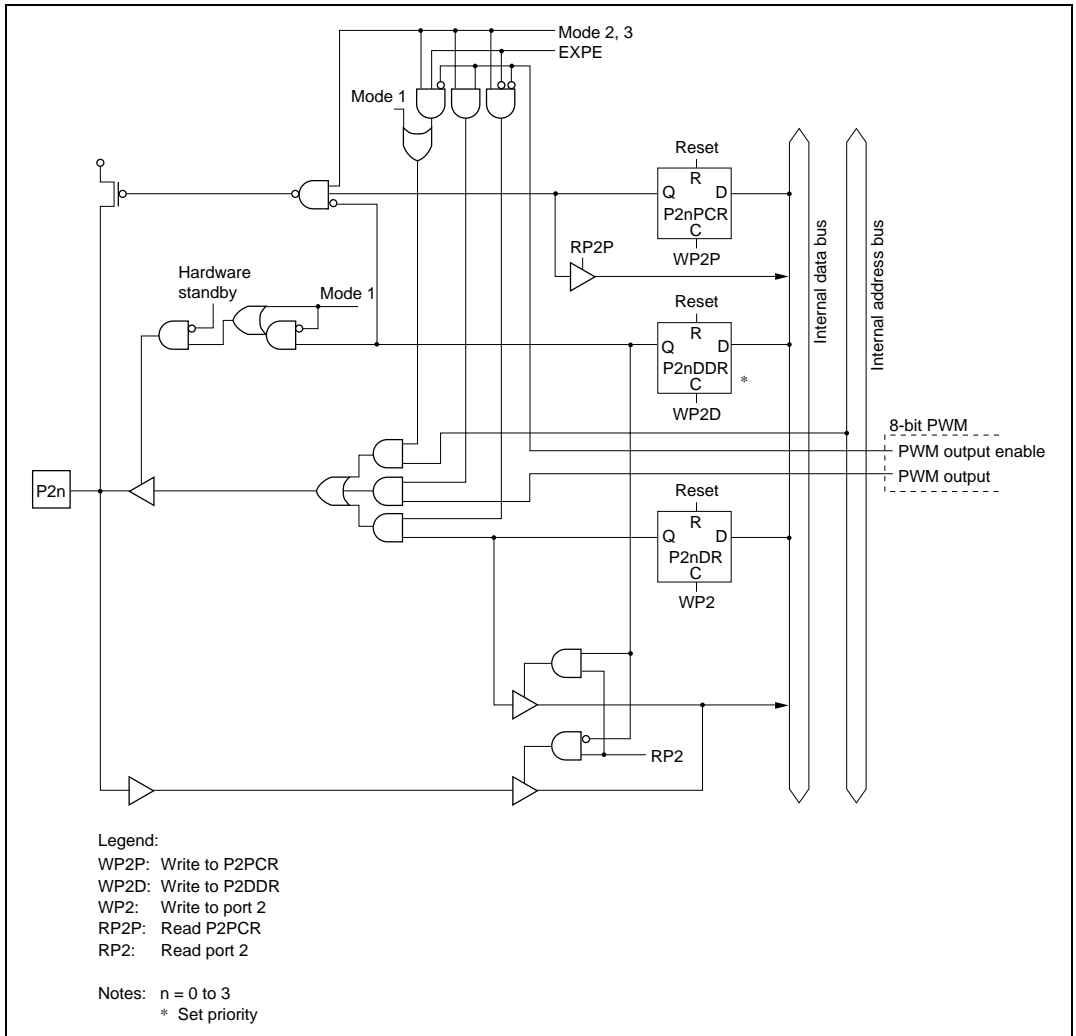 Mode 2, 3
EXPE
Mode 1
Reset
R
Q D
P2nPCR
C
WP2P
RP2P
Hardware
standby
Mode 1
Reset
R
Q D
P2nDDR
C
*
WP2D
Internal data bus
Internal address bus
8-bit PWM
PWM output enable
PWM output
P2n
Reset
R
Q D
P2nDR
C
WP2
RP2
Legend:
WP2P: Write to P2PCR
WP2D: Write to P2DDR
WP2: Write to port 2
RP2P: Read P2PCR
RP2: Read port 2
Notes: n = 0 to 3
* Set priority